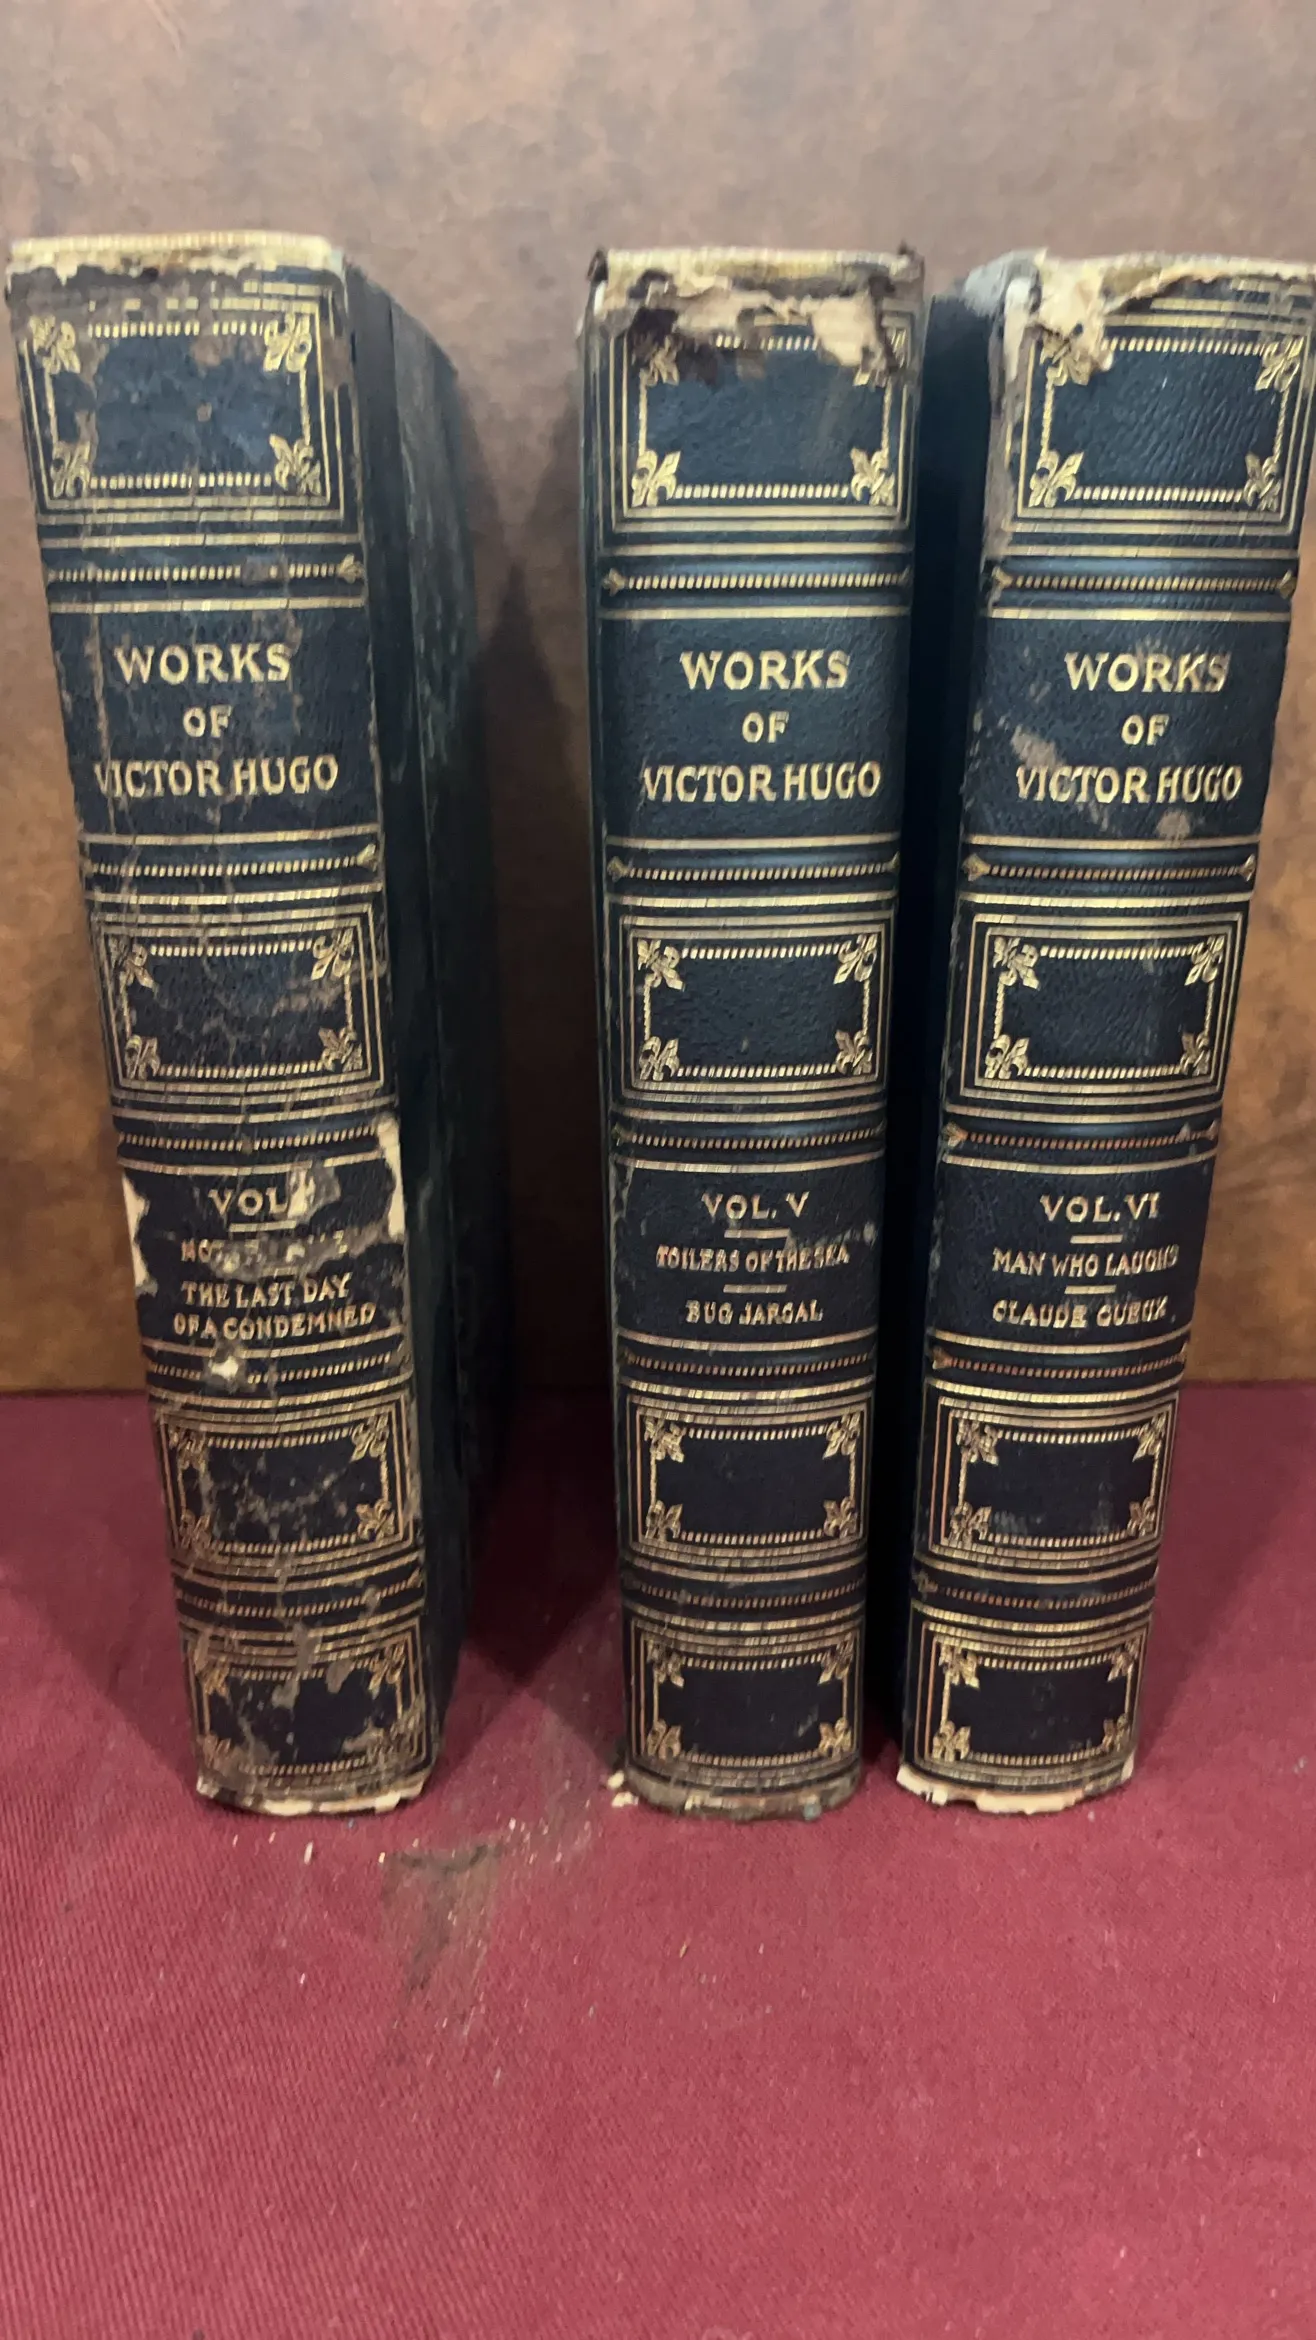 WORKS
OF
VICTOR HUGO
VOL
THE LAST DAY
OF A CONDEMNED
WORKS
OF
VICTOR HUGO
VOL. V
TOILERS OF THE SEA
BUG JARGAL
WORKS
OF
VICTOR HUGO
VOL. VI
MAN WHO LAUGHS
CLAUDE GUEUX